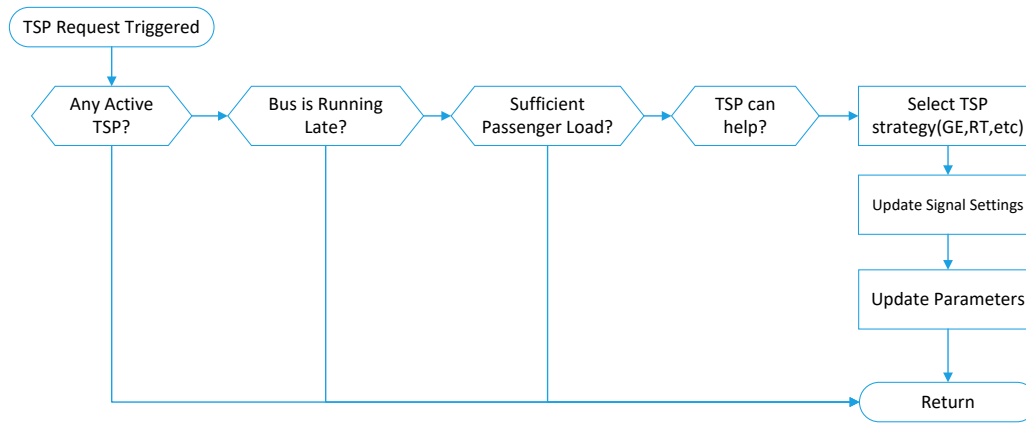 TSP Request Triggered
Any Active
TSP?
Bus is Running
Late?
Sufficient
Passenger Load?
TSP can
help?
Select TSP
strategy(GE,RT,etc)
Update Signal Settings
Update Parameters
Return